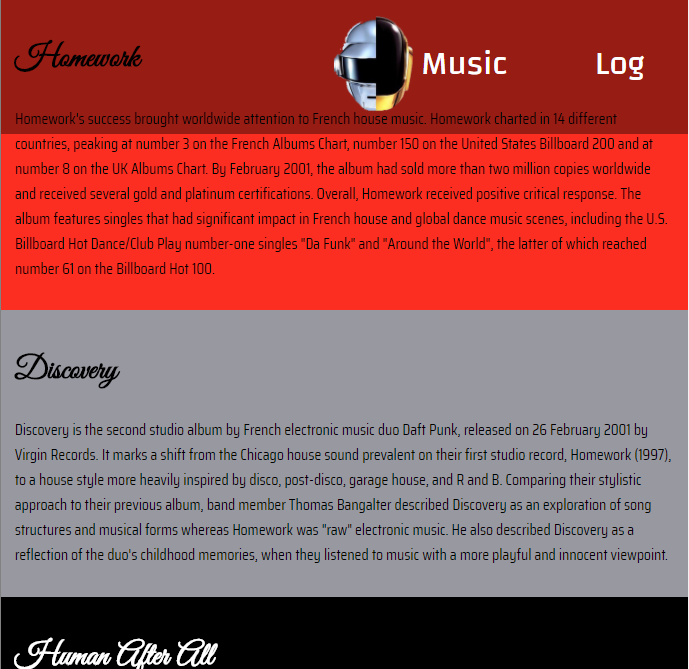 Homework
Music
Log
Homework's success brought worldwide attention to French house music. Homework charted in 14 different
countries, peaking at number 3 on the French Albums Chart, number 150 on the United States Billboard 200 and at
number 8 on the UK Albums Chart. By February 2001, the album had sold more than two million copies worldwide
and received several gold and platinum certifications. Overall, Homework received positive critical response. The
album features singles that had significant impact in French house and global dance music scenes, including the U.S.
Billboard Hot Dance/Club Play number-one singles "Da Funk" and "Around the World", the latter of which reached
number 61 on the Billboard Hot 100.
Discovery
Discovery is the second studio album by French electronic music duo Daft Punk, released on 26 February 2001 by
Virgin Records. It marks a shift from the Chicago house sound prevalent on their first studio record, Homework (1997),
to a house style more heavily inspired by disco, post-disco, garage house, and R and B. Comparing their stylistic
approach to their previous album, band member Thomas Bangalter described Discovery as an exploration of song
structures and musical forms whereas Homework was "raw" electronic music. He also described Discovery as a
reflection of the duo's childhood memories, when they listened to music with a more playful and innocent viewpoint.
Human After All